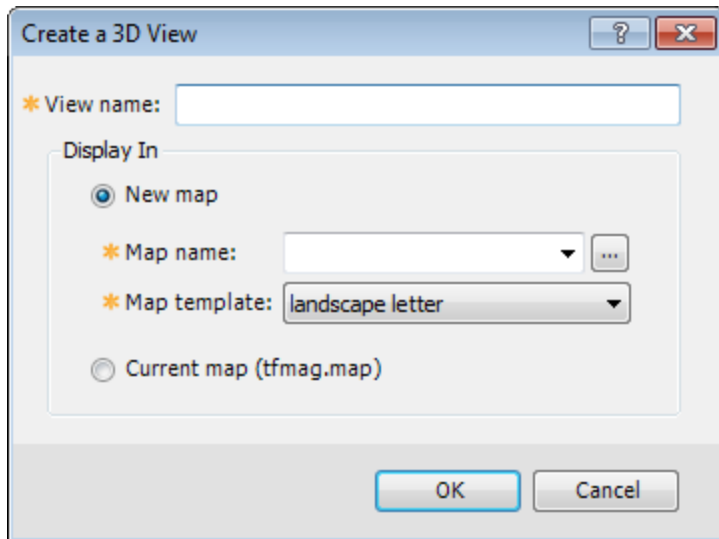 Create a 3D View
* View name:
Display In
New map
* Map name:
...
* Map template: landscape letter
Current map (tfmag.map)
OK Cancel